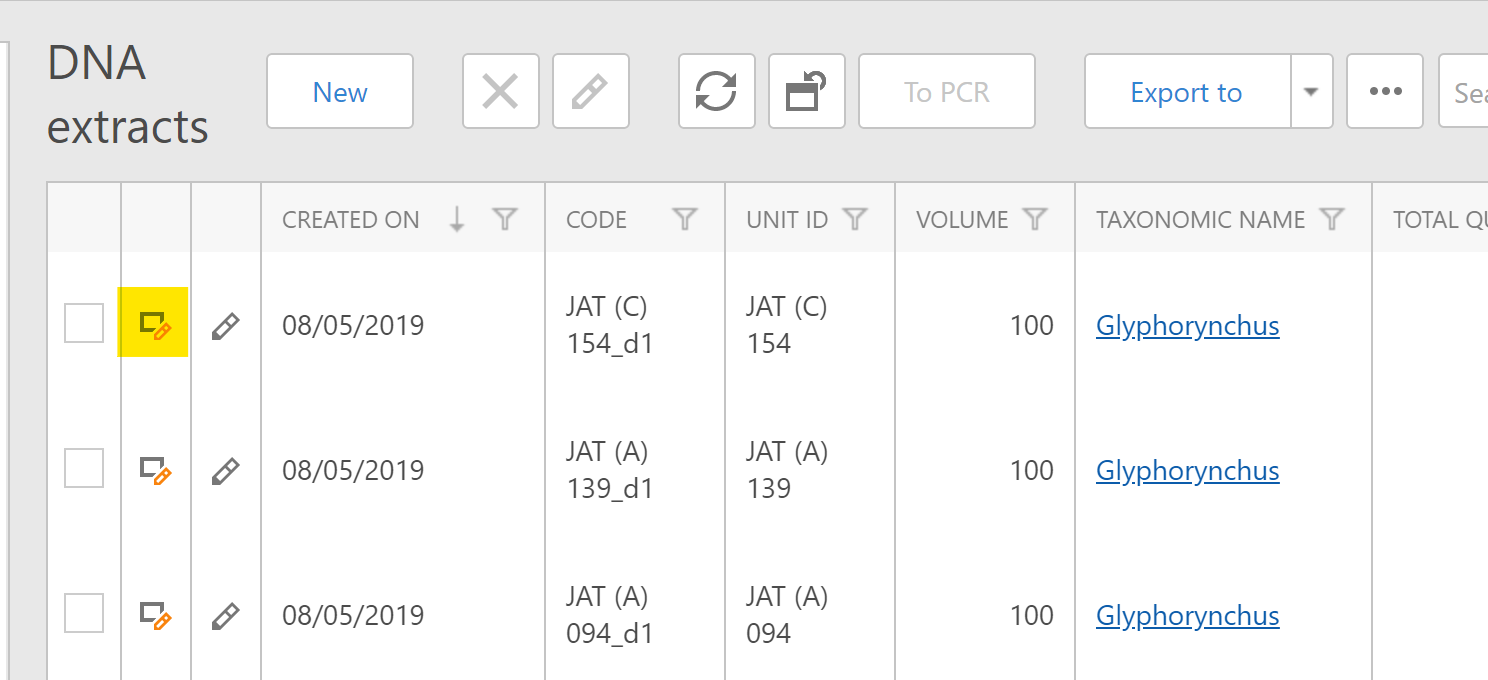 DNA
extracts
New
To PCR
Export to
CREATED ON
CODE
UNIT ID
VOLUME
TAXONOMIC NAME
TOTAL
08/05/2019
JAT (C)
154_d1
JAT (C)
154
100
Glyphorynchus
08/05/2019
JAT (A)
139_d1
JAT (A)
139
100
Glyphorynchus
08/05/2019
JAT (A)
094_d1
JAT (A)
094
100
Glyphorynchus